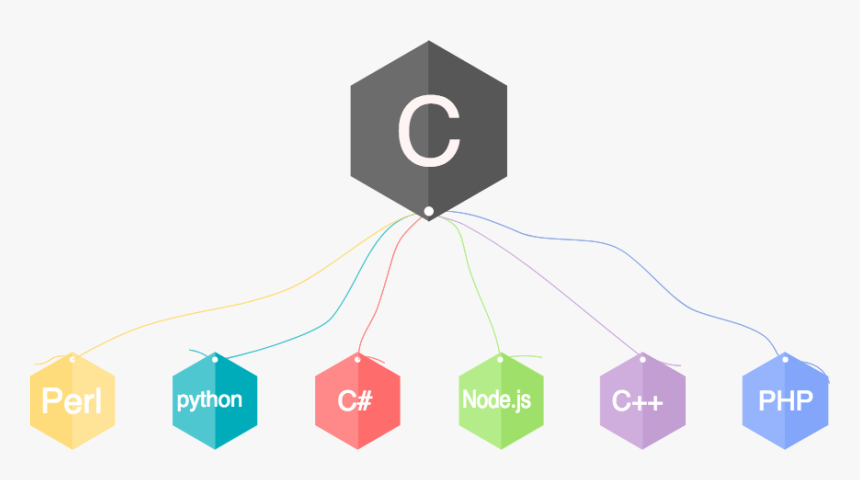 C
Perl
python
C#
Node.js
C++
PHP